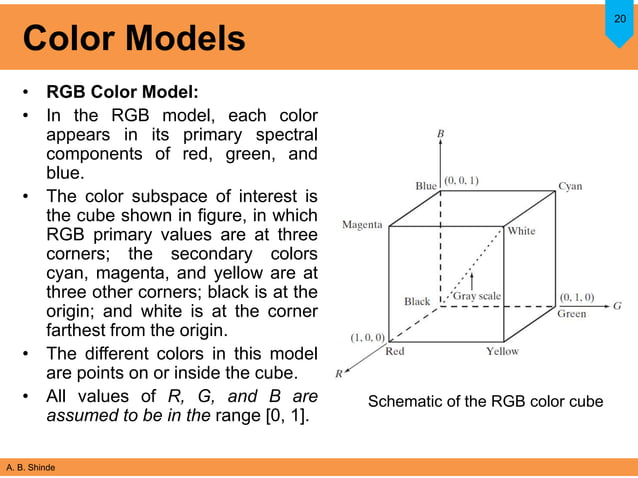 20
Color Models
• RGB Color Model:
• In the RGB model, each color
appears in its primary spectral
components of red, green, and
blue.
• The color subspace of interest is
the cube shown in figure, in which
RGB primary values are at three
corners; the secondary colors
cyan, magenta, and yellow are at
three other corners; black is at the
origin; and white is at the corner
farthest from the origin.
• The different colors in this model
are points on or inside the cube.
• All values of R, G, and B are
assumed to be in the range [0, 1].
B
Blue
(0, 0, 1)
Cyan
Magenta
White
Black
Gray scale
(0, 1, 0)
G
Green
(1, 0, 0)
Red
Yellow
R
Schematic of the RGB color cube
A. B. Shinde